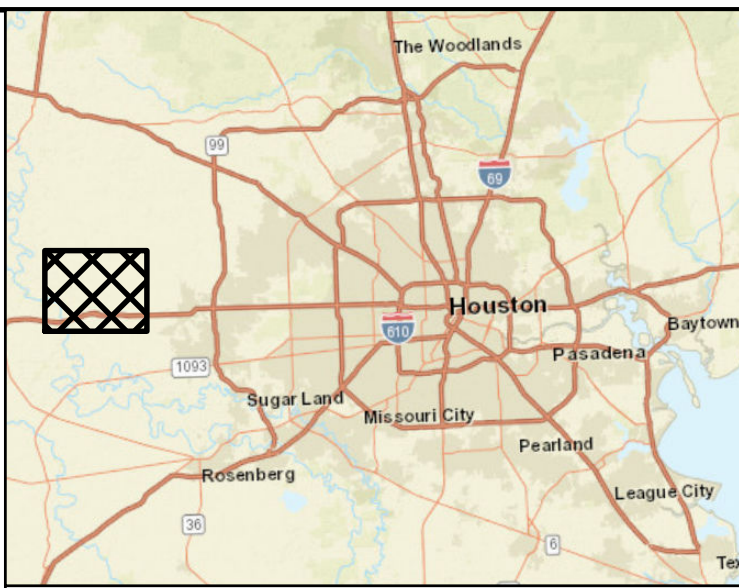 The Woodlands
99
69
Houston
Baytown
610
Pasadena
1093
Sugar Land
Missouri City
Pearland
Rosenberg
League City
36
6
Tex